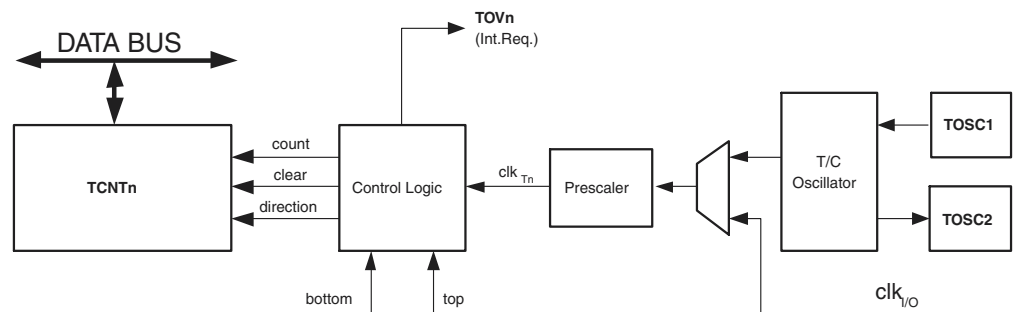 TOVn
(Int.Req.)
DATA BUS
TOSC1
count
T/C
Oscillator
TCNTn
clear
Control Logic
clk Tn
Prescaler
direction
TOSC2
bottom
top
clk I/O